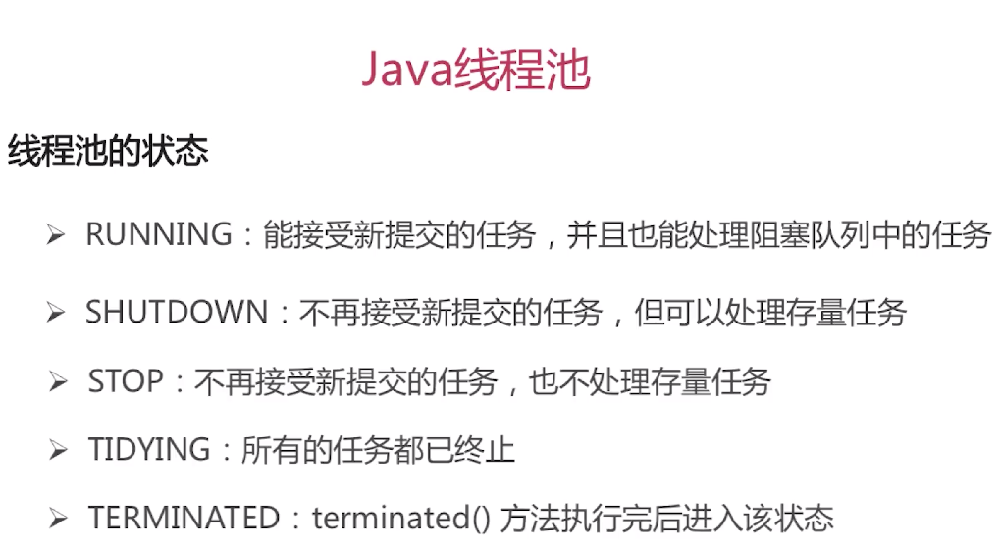 Java线程池
线程池的状态
➢ RUNNING：能接受新提交的任务，并且也能处理阻塞队列中的任务
➢ SHUTDOWN：不再接受新提交的任务，但可以处理存量任务
➢ STOP：不再接受新提交的任务，也不处理存量任务
➢ TIDYING：所有的任务都已终止
➢ TERMINATED：terminated() 方法执行完后进入该状态